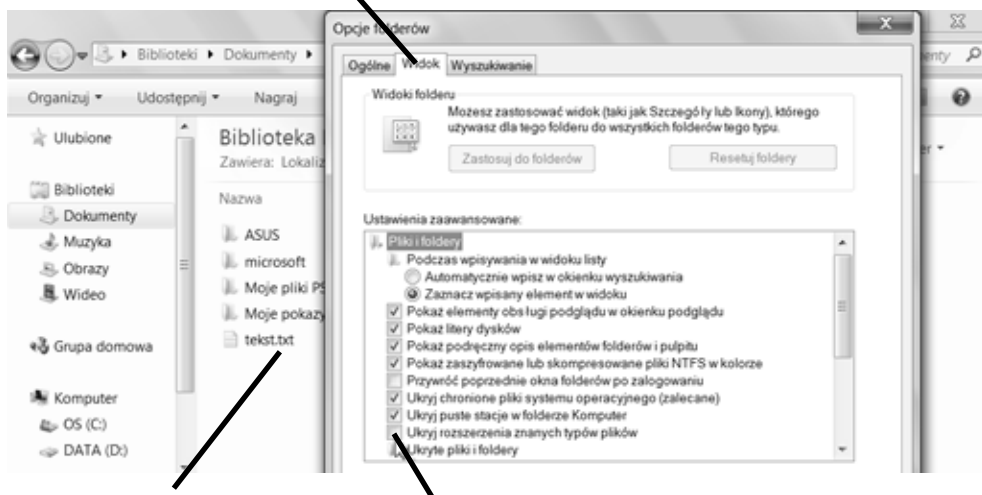 Opcje folderów
Biblioteki Dokumenty
Ogólne Widok Wyszukiwanie
Organizuj Udostępnij Nagraj
Widoki folderu
Możesz zastosować widok (taki jak Szczegóły lub Ikony), którego
używasz dla tego folderu do wszystkich folderów tego typu.
Zastosuj do folderów Resetuj foldery
Ulubione
Biblioteki
Dokumenty
Muzyka
Obrazy
Wideo
Grupa domowa
Komputer
OS (C:)
DATA (D:)
Biblioteka
Zawiera: Lokaliz
Nazwa
ASUS
microsoft
Moje pliki PS
Moje pokazy
tekst.txt
Ustawienia zaawansowane:
Pliki i foldery
Podczas wpisywania w widoku listy
Automatycznie wpisz w okienku wyszukiwania
Zaznacz wpisany element w widoku
Pokaż elementy obsługi podglądu w okienku podglądu
Pokaż litery dysków
Pokaż podręczny opis elementów folderów i pulpitu
Pokaż zaszyfrowane lub skompresowane pliki NTFS w kolorze
Przywróć poprzednie okna folderów po zalogowaniu
Ukryj chronione pliki systemu operacyjnego (zalecane)
Ukryj puste stacje w folderze Komputer
Ukryj rozszerzenia znanych typów plików
Ukryte pliki i foldery